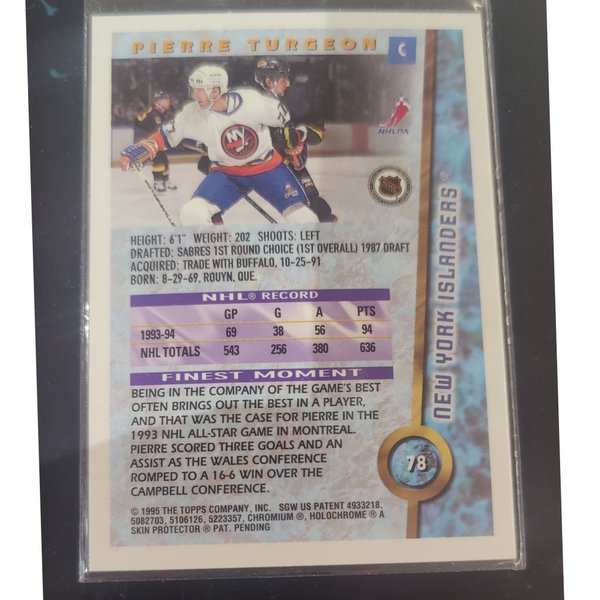 PIERRE TURGEON
C
NHLPA
NY
NHL
HEIGHT: 6'1" WEIGHT: 202 SHOOTS: LEFT
DRAFTED: SABRES 1ST ROUND CHOICE (1ST OVERALL) 1987 DRAFT
ACQUIRED: TRADE WITH BUFFALO, 10-25-91
BORN: 8-29-69, ROUYN, QUE.
NHL® RECORD
GP G A PTS
1993-94 69 38 56 94
NHL TOTALS 543 256 380 636
FINEST MOMENT
BEING IN THE COMPANY OF THE GAME'S BEST
OFTEN BRINGS OUT THE BEST IN A PLAYER,
AND THAT WAS THE CASE FOR PIERRE IN THE
1993 NHL ALL-STAR GAME IN MONTREAL.
PIERRE SCORED THREE GOALS AND AN
ASSIST AS THE WALES CONFERENCE
ROMPED TO A 16-6 WIN OVER THE
CAMPBELL CONFERENCE.
© 1995 THE TOPPS COMPANY, INC. SGW US PATENT 4933218,
5082703, 5106126, 5223357, CHROMIUM®, HOLOCHROME® A
SKIN PROTECTOR® PAT. PENDING
NEW YORK ISLANDERS®
78